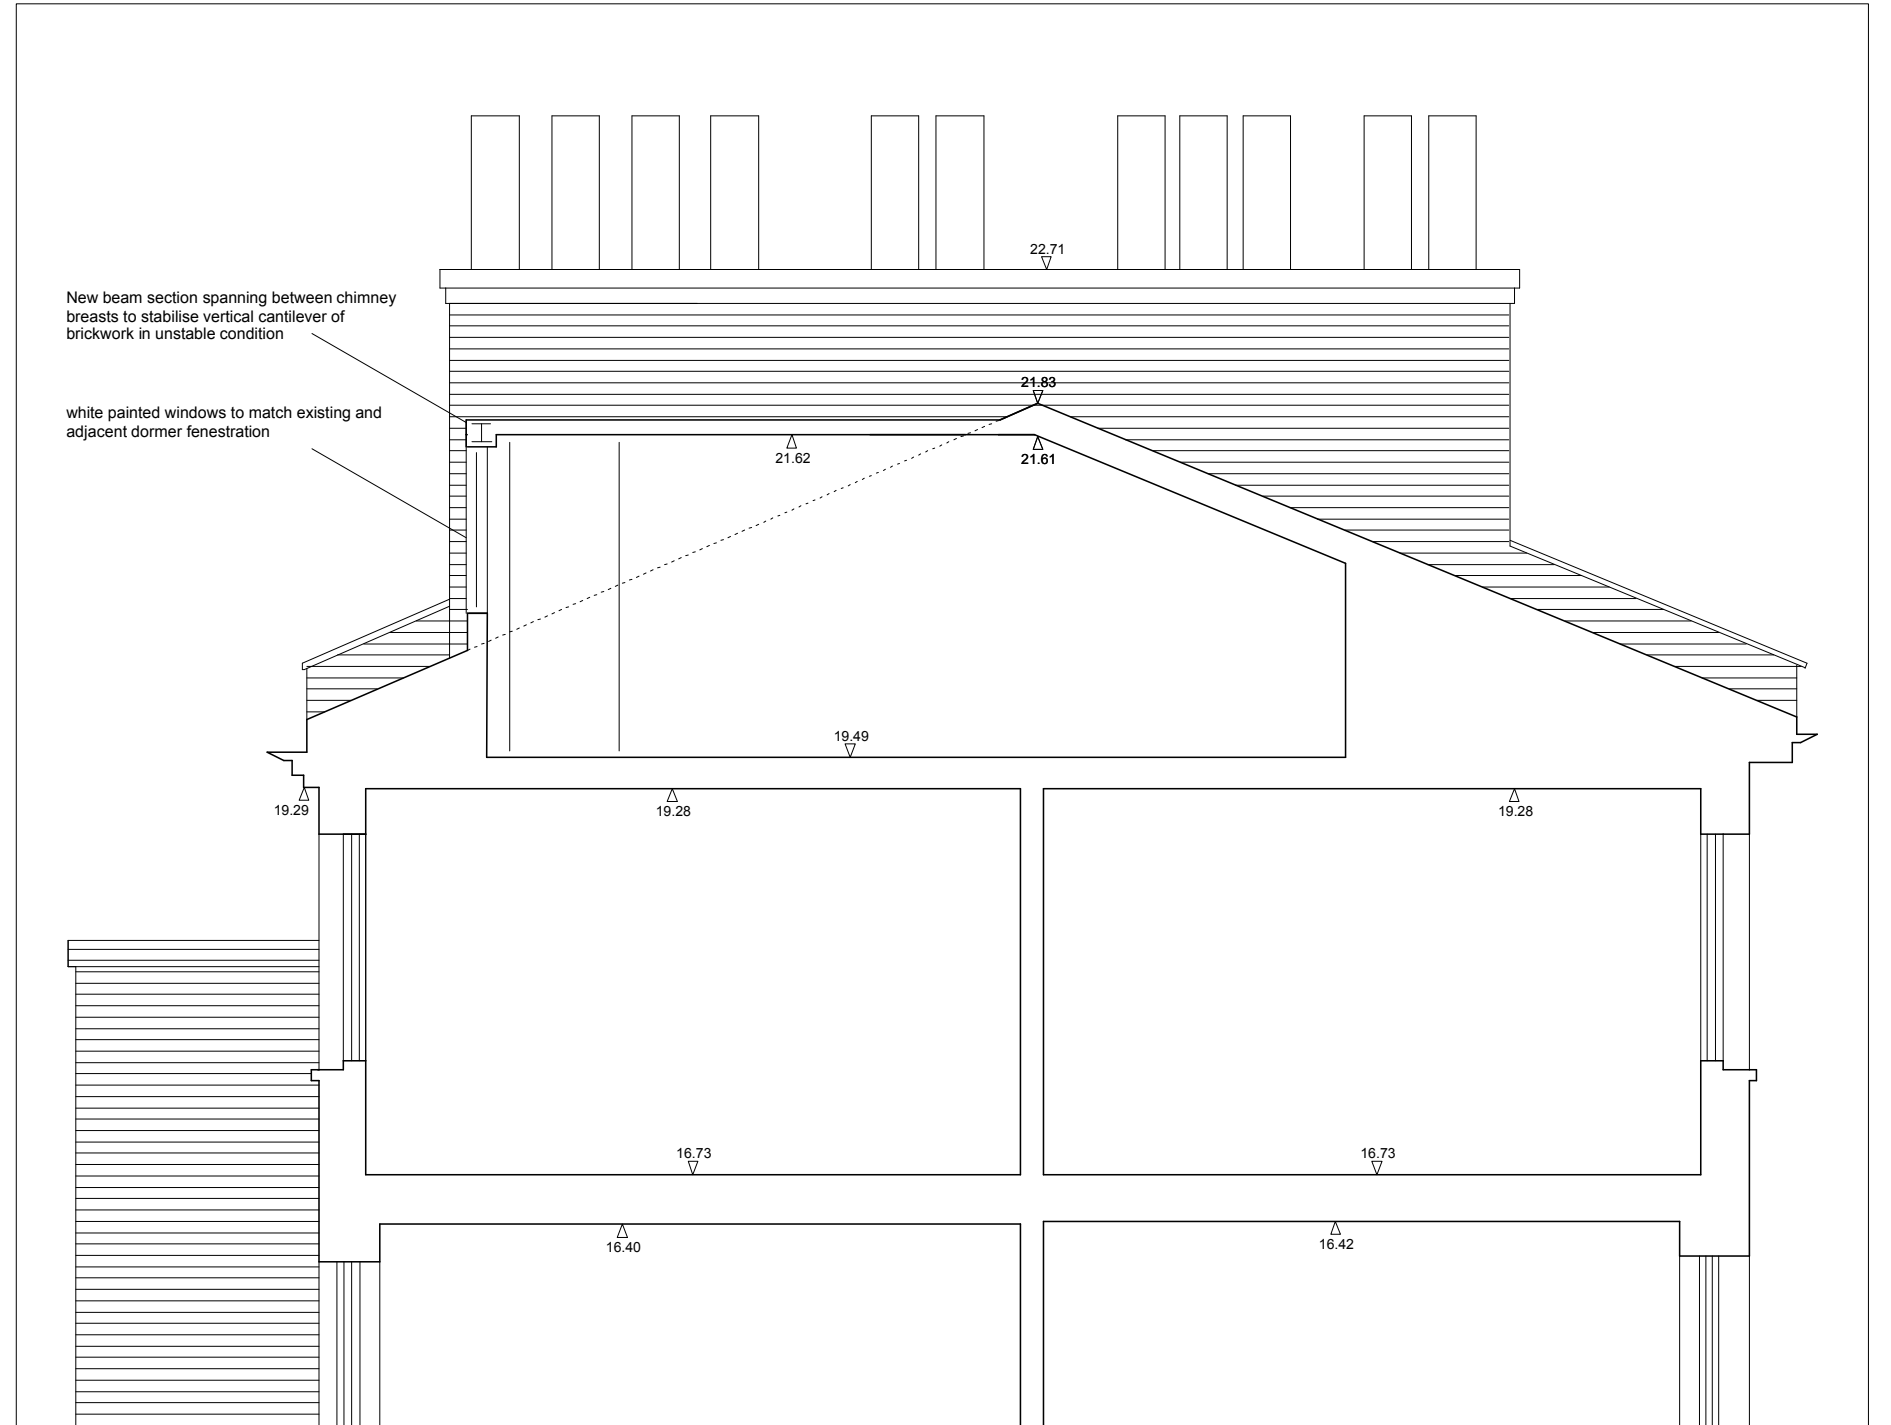 22.71
New beam section spanning between chimney
breasts to stabilise vertical cantilever of
brickwork in unstable condition
21.83
white painted windows to match existing and
adjacent dormer fenestration
21.62
21.61
19.49
19.29
19.28
19.28
16.73
16.73
16.40
16.42